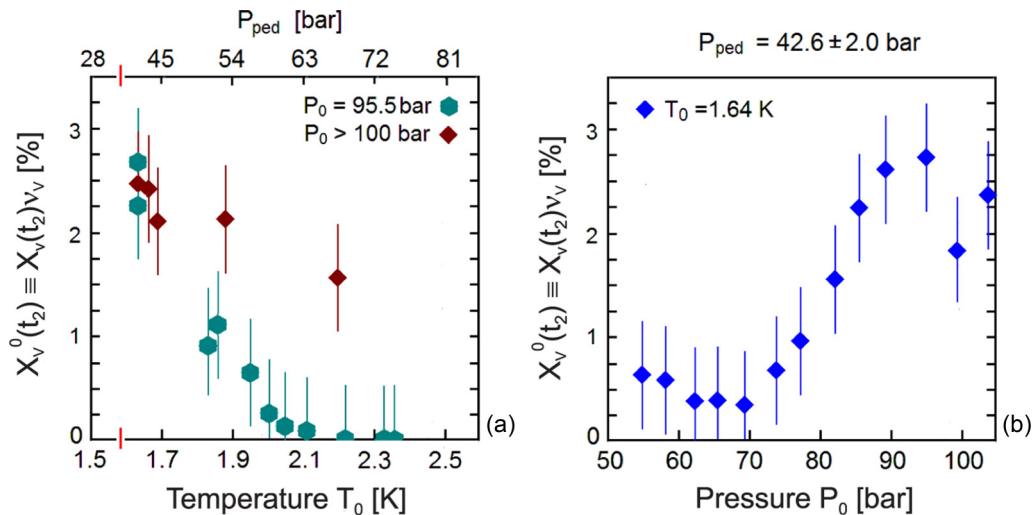 P_ped [bar]
28 45 54 63 72 81
P_0 = 95.5 bar
P_0 > 100 bar
3
2
1
0
X_v^0(t_2) ≡ X_v(t_2)ν_v [%]
1.5 1.7 1.9 2.1 2.3 2.5
Temperature T_0 [K]
(a)
P_ped = 42.6 ± 2.0 bar
T_0 =1.64 K
3
2
1
0
X_v^0(t_2) ≡ X_v(t_2)ν_v [%]
50 60 70 80 90 100
Pressure P_0 [bar]
(b)